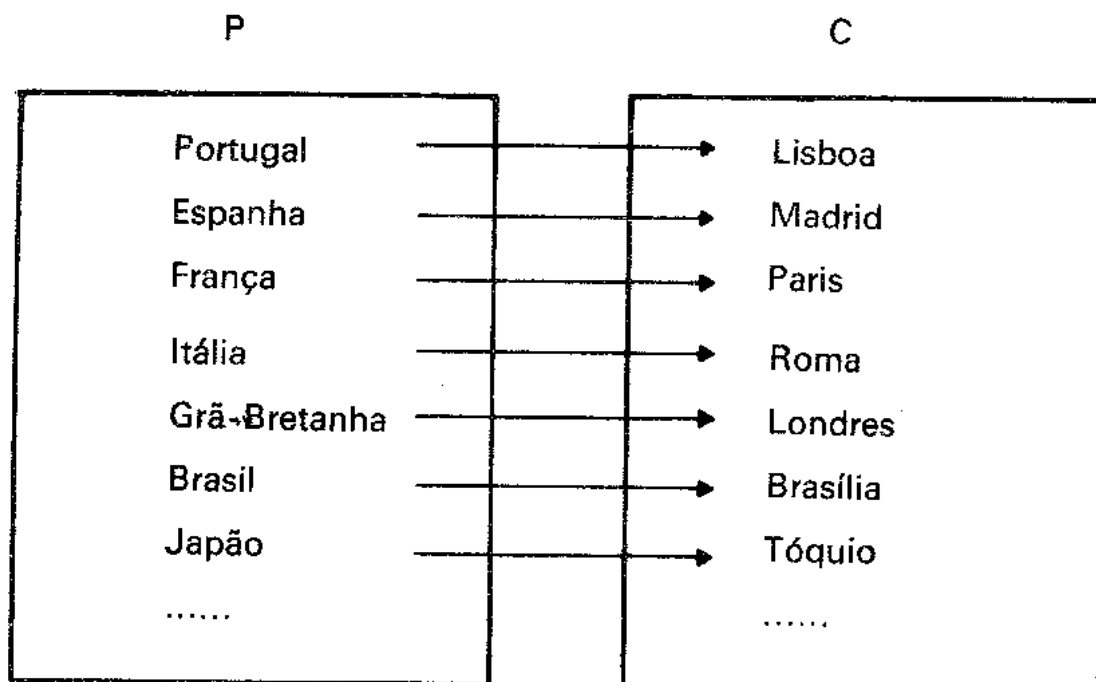 P C
Portugal Lisboa
Espanha Madrid
França Paris
Itália Roma
Grã-Bretanha Londres
Brasil Brasília
Japão Tóquio
...... ......